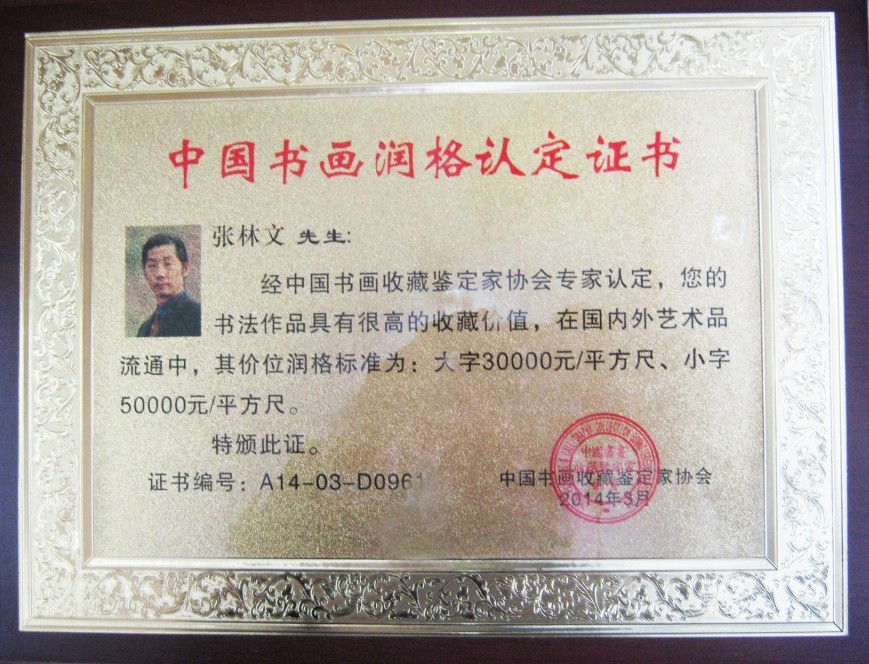 中国书画润格认定证书
张林文 先生:
经中国书画收藏鉴定家协会专家认定，您的
书法作品具有很高的收藏价值，在国内外艺术品
流通中，其价位润格标准为：大字30000元/平方尺、小字
50000元/平方尺。
特颁此证。
证书编号：A14-03-D0961
中国书画收藏鉴定家协会
2014年3月